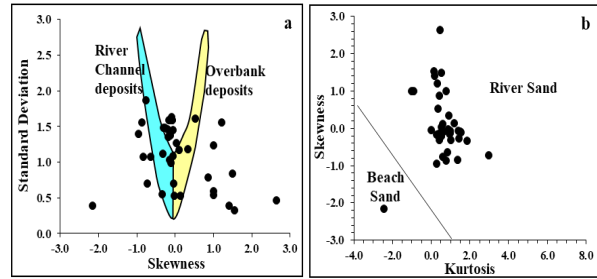 a
3.0
2.5
2.0
1.5
1.0
0.5
0.0
Standard Deviation
River
Channel
deposits
Overbank
deposits
-3.0 -2.0 -1.0 0.0 1.0 2.0 3.0
Skewness
b
3.0
2.0
1.0
0.0
-1.0
-2.0
-3.0
Skewness
River Sand
Beach
Sand
-4.0 -2.0 0.0 2.0 4.0
Kurtosis